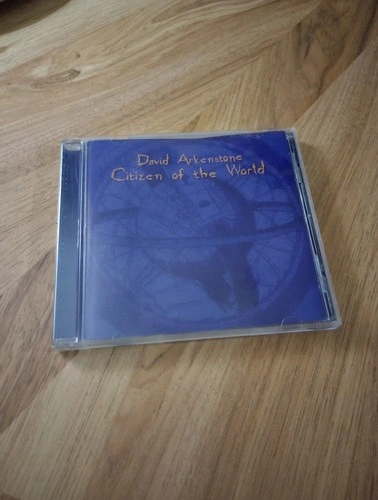 David Arkenstone
Citizen of the World